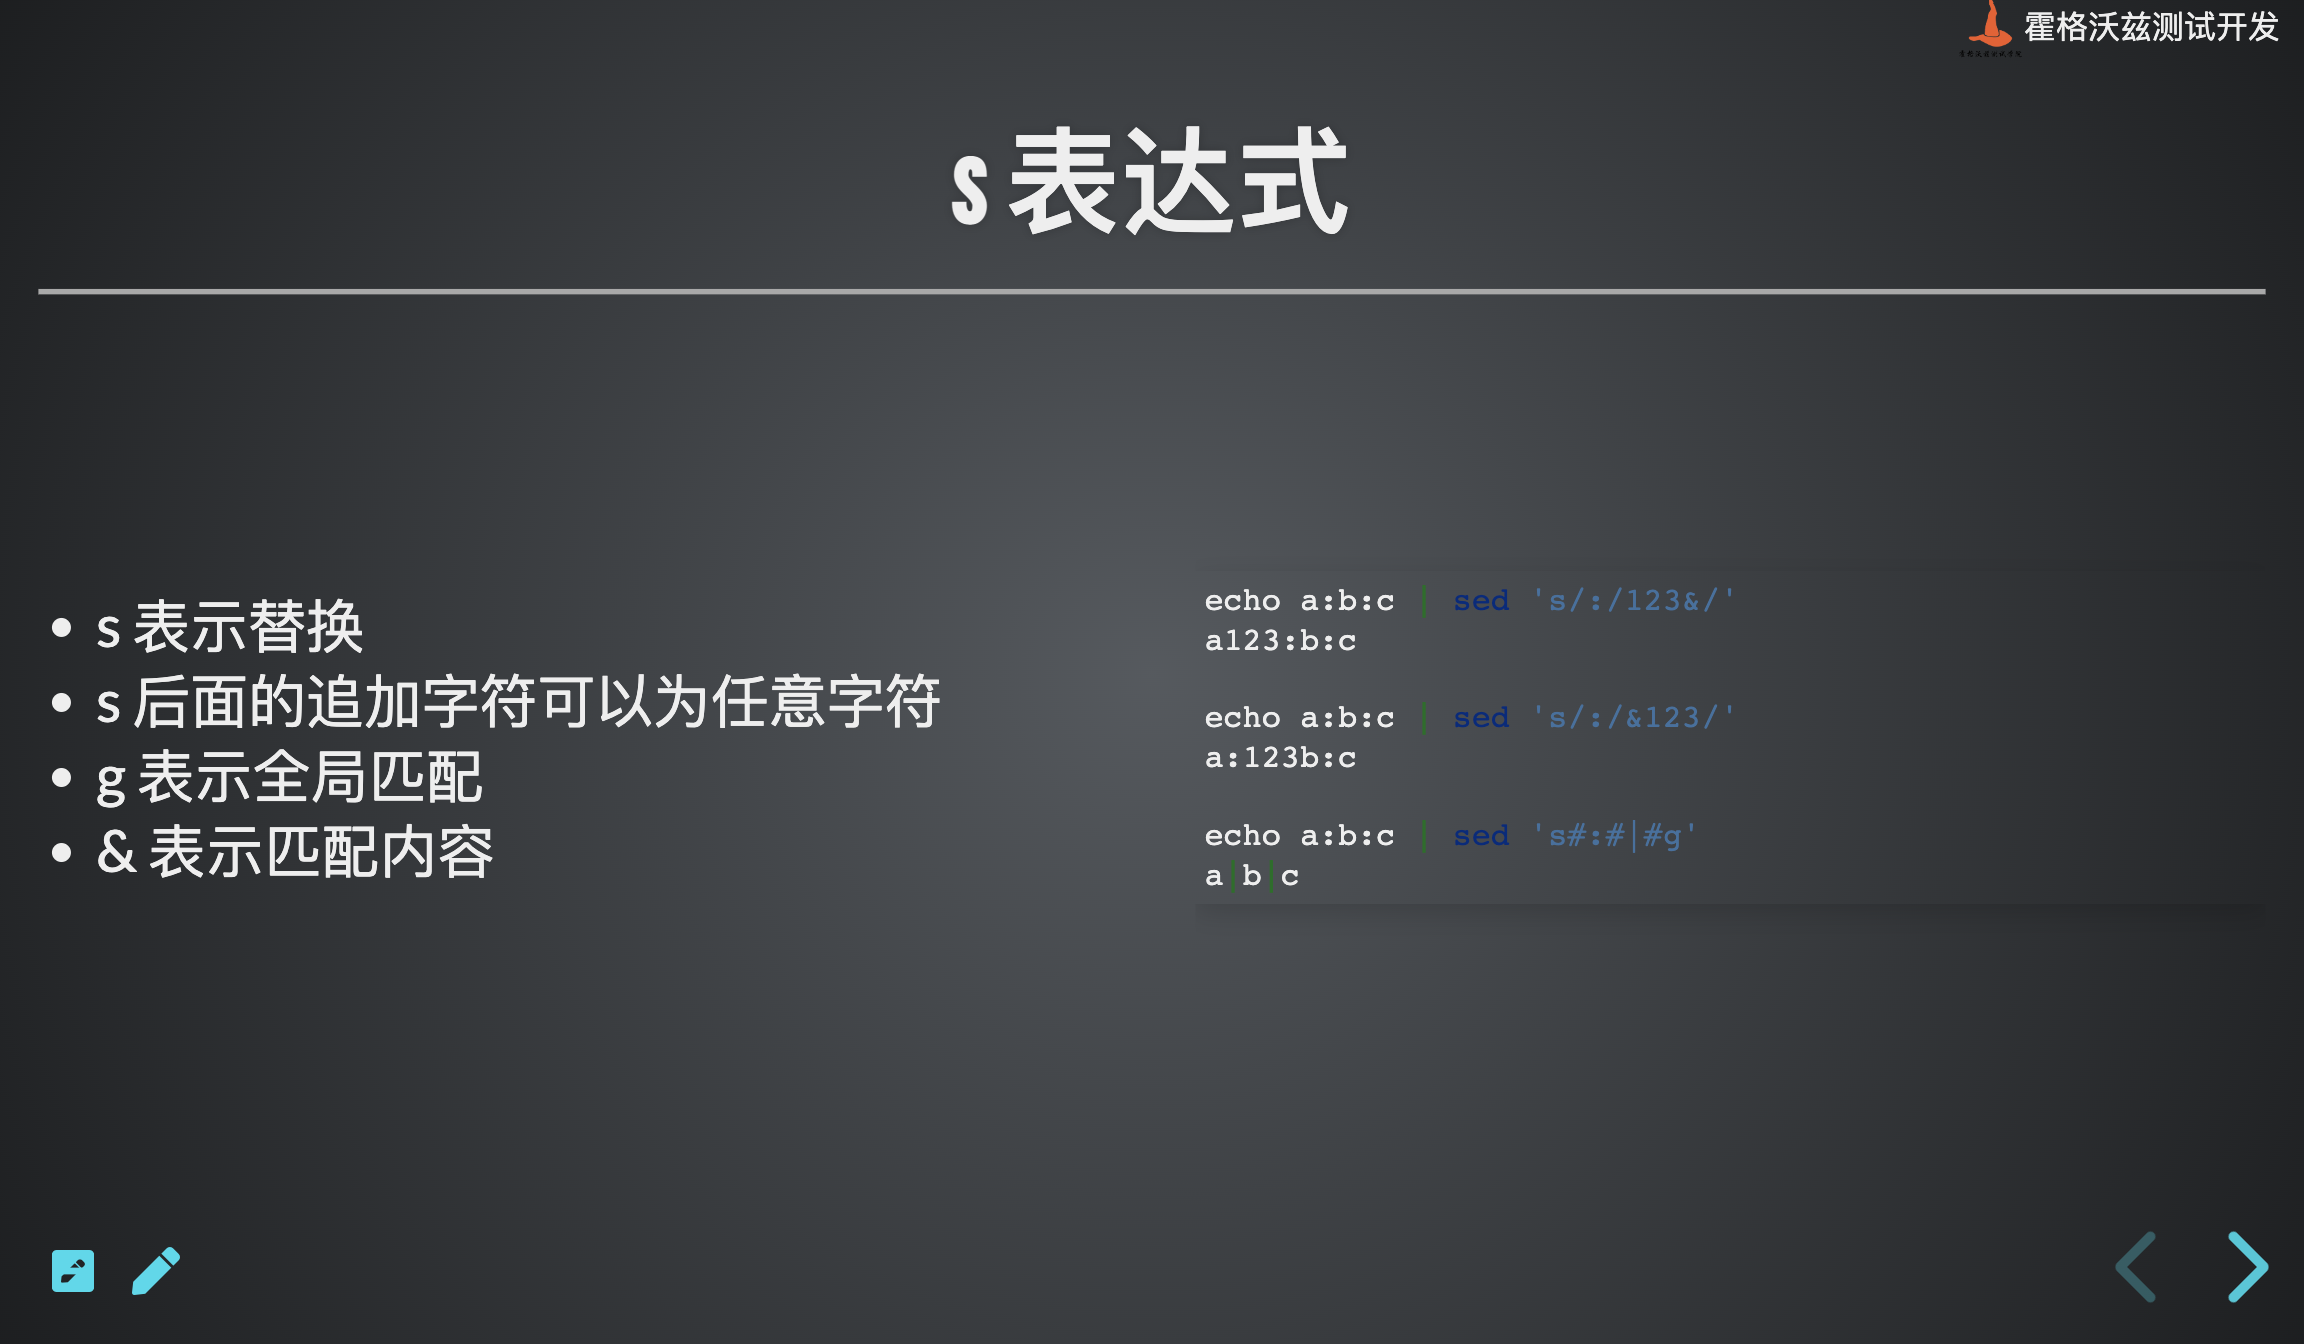 霍格沃兹测试开发
s 表达式
s 表示替换
s 后面的追加字符可以为任意字符
g 表示全局匹配
& 表示匹配内容
echo a:b:c | sed 's/:/123&/'
a123:b:c
echo a:b:c | sed 's/:/&123/'
a:123b:c
echo a:b:c | sed 's#:#|#g'
a|b|c